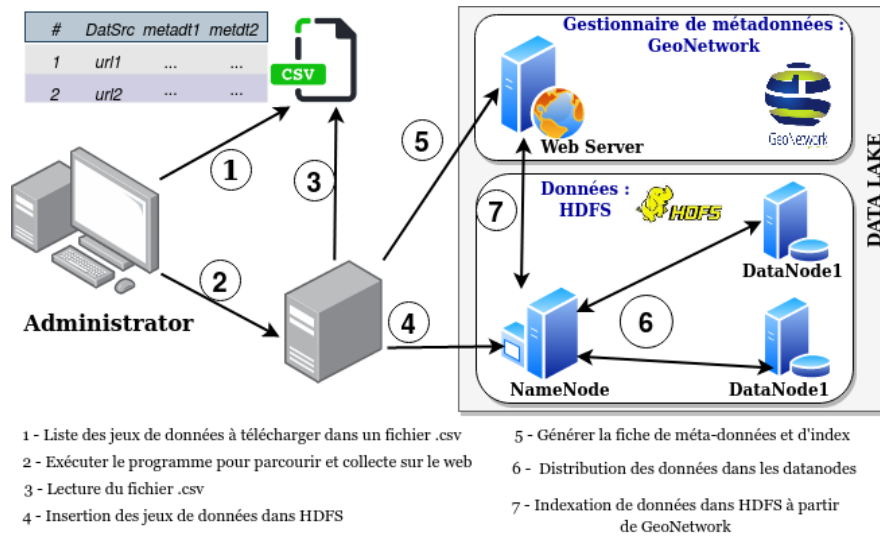 # DatSrc metadt1 metdt2
1 url1 ... ...
2 url2 ... ...
CSV
Gestionnaire de métadonnées :
GeoNetwork
GeoNetwork
Web Server
DATA LAKE
Données :
HDFS
HDFS
DataNode1
DataNode1
NameNode
Administrator
1
2
3
4
5
6
7
1 - Liste des jeux de données à télécharger dans un fichier .csv
2 - Exécuter le programme pour parcourir et collecte sur le web
3 - Lecture du fichier .csv
4 - Insertion des jeux de données dans HDFS
5 - Générer la fiche de méta-données et d'index
6 - Distribution des données dans les datanodes
7 - Indexation de données dans HDFS à partir
de GeoNetwork